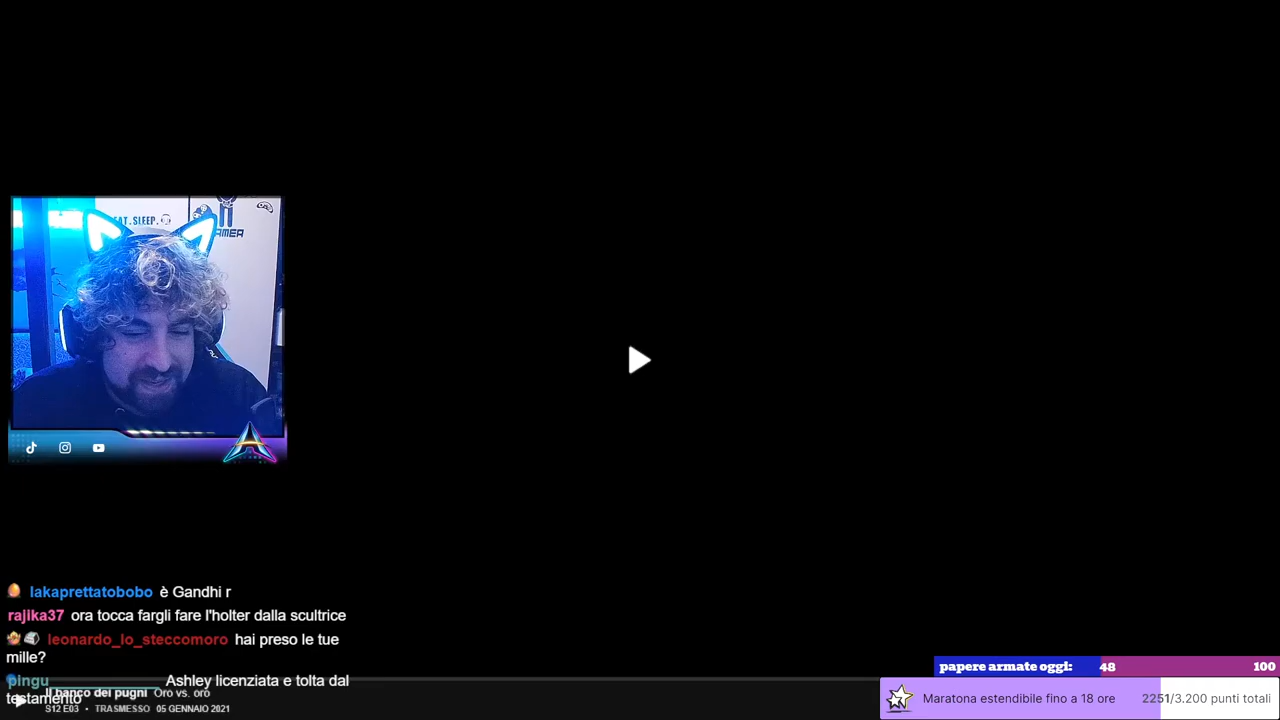 EAT.SLEEP.
GAMER
lakaprettatobobo è Gandhi r
rajika37 ora tocca fargli fare l'holter dalla scultrice
leonardo_lo_steccomoro hai preso le tue
mille?
pingu Ashley licenziata e tolta dal
testamento
Il banco dei pugni Oro vs. oro
S12 E03 • TRASMESSO 05 GENNAIO 2021
papere armate oggi: 48 100
Maratona estendibile fino a 18 ore 2251/3.200 punti totali